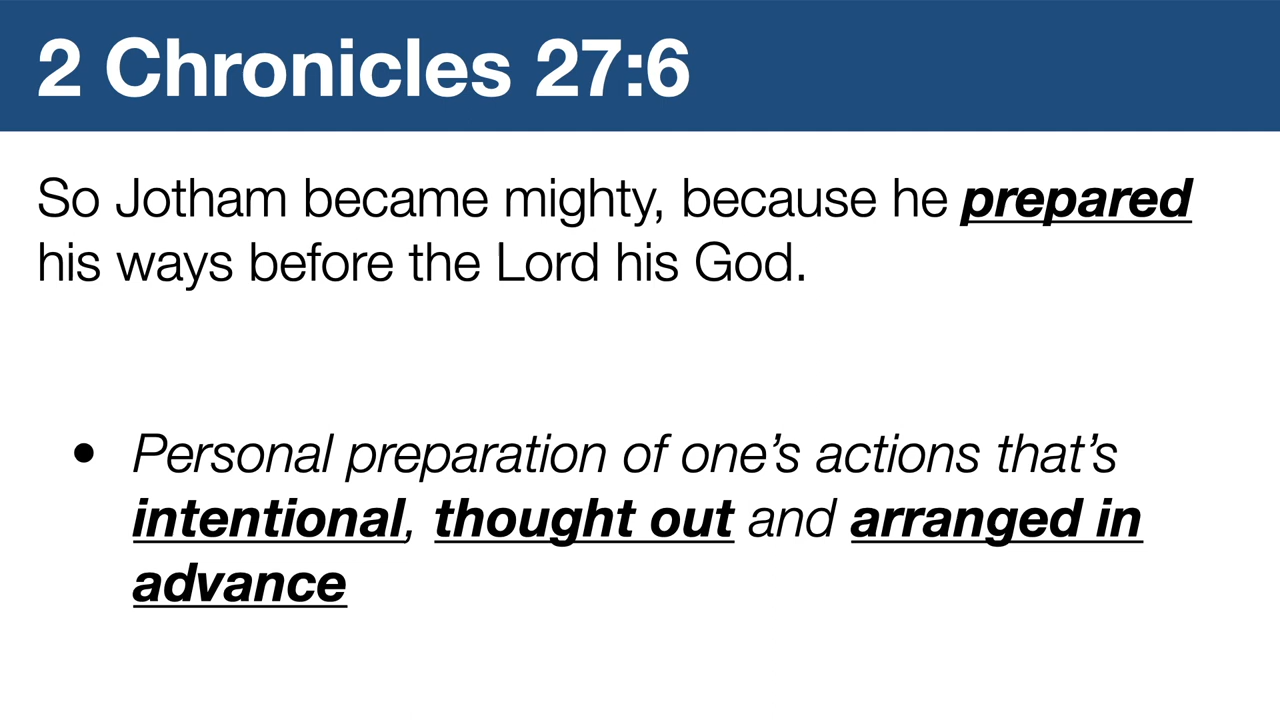 2 Chronicles 27:6
So Jotham became mighty, because he prepared
his ways before the Lord his God.
• Personal preparation of one’s actions that’s
intentional, thought out and arranged in
advance